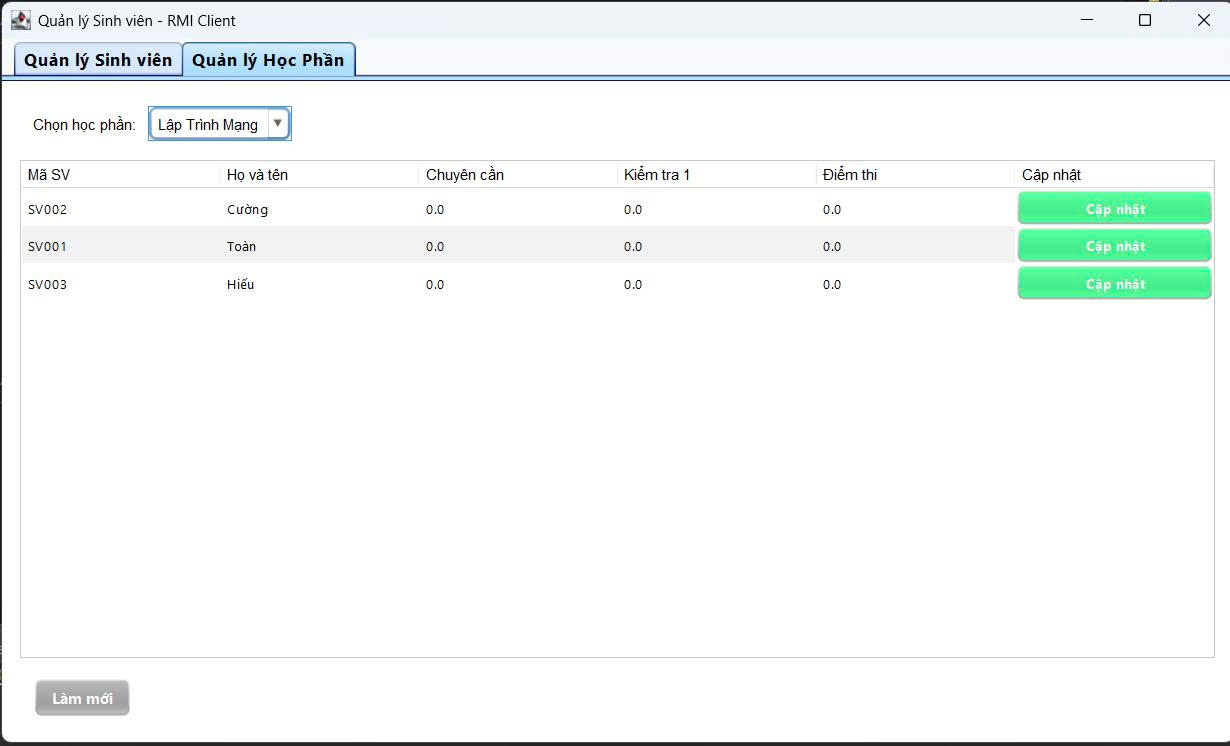 Quản lý Sinh viên - RMI Client
Quản lý Sinh viên Quản lý Học Phần
Chọn học phần: Lập Trình Mạng
Mã SV Họ và tên Chuyên cần Kiểm tra 1 Điểm thi Cập nhật
SV002 Cường 0.0 0.0 0.0 Cập nhật
SV001 Toàn 0.0 0.0 0.0 Cập nhật
SV003 Hiếu 0.0 0.0 0.0 Cập nhật
Làm mới